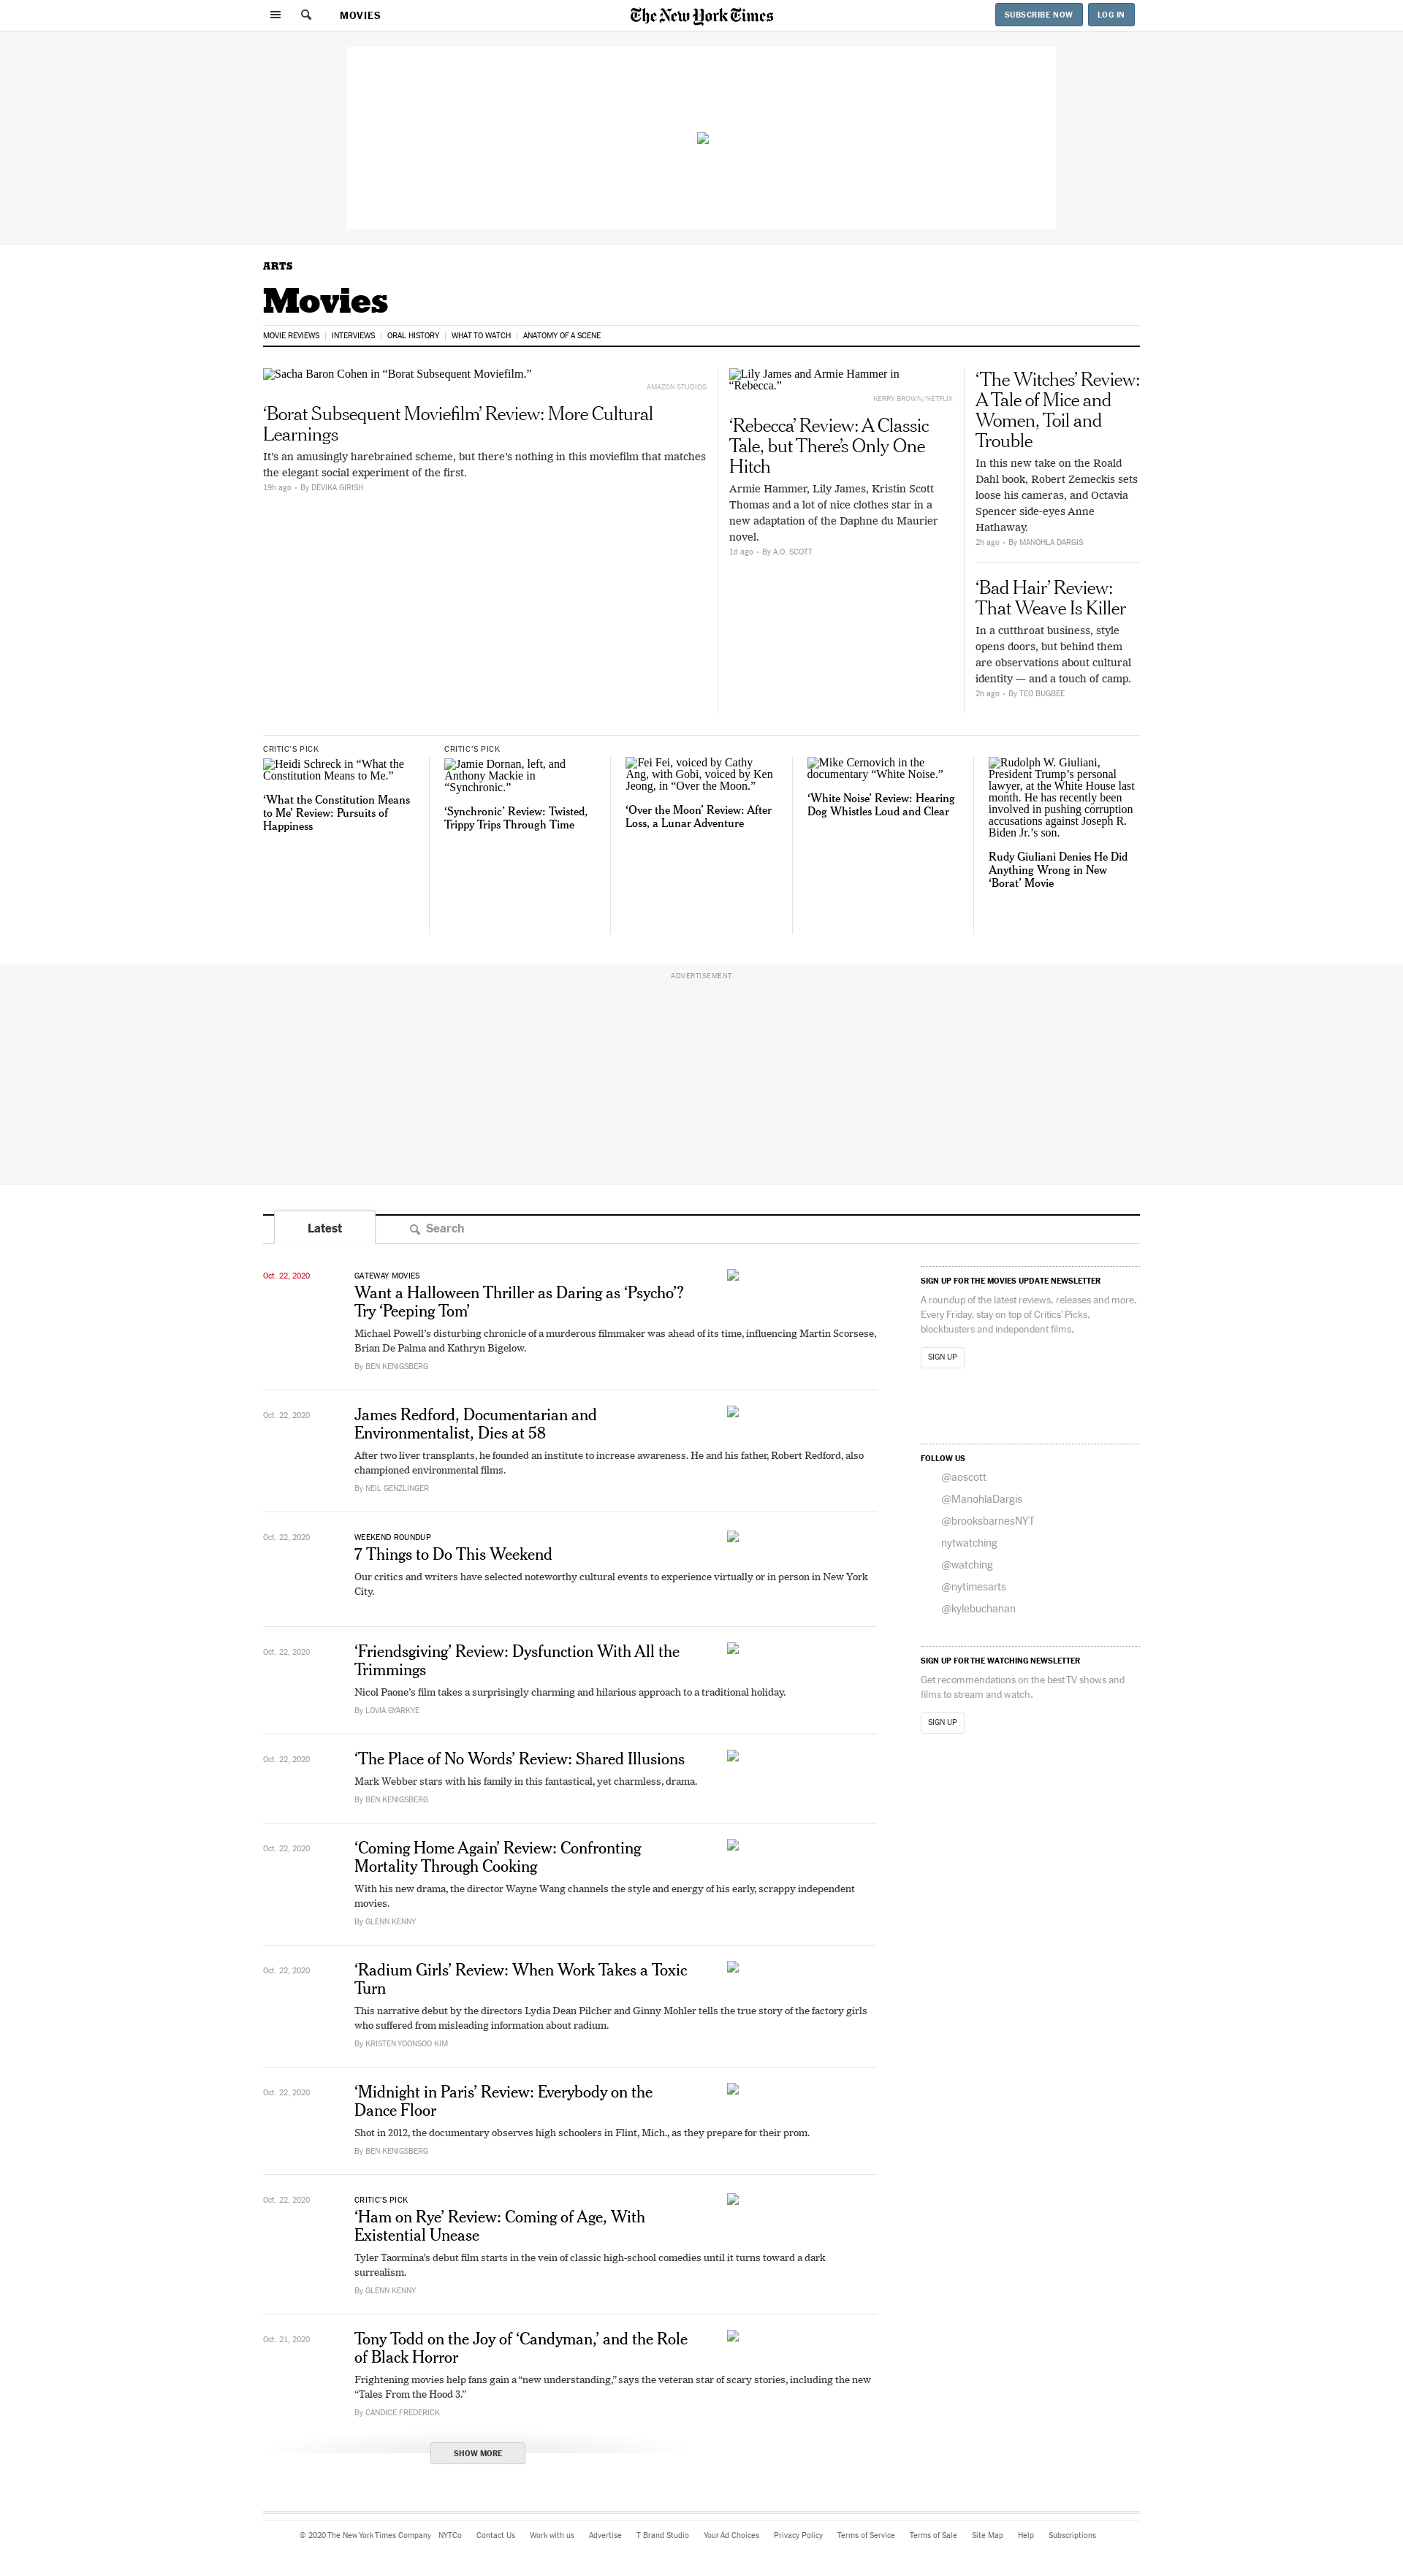 MOVIES
The New York Times
SUBSCRIBE NOW
LOG IN
ARTS
Movies
MOVIE REVIEWS
INTERVIEWS
ORAL HISTORY
WHAT TO WATCH
ANATOMY OF A SCENE
Sacha Baron Cohen in “Borat Subsequent Moviefilm.”
AMAZON STUDIOS
‘Borat Subsequent Moviefilm’ Review: More Cultural
Learnings
It’s an amusingly harebrained scheme, but there’s nothing in this moviefilm that matches
the elegant social experiment of the first.
19h ago • By DEVIKA GIRISH
Lily James and Armie Hammer in
“Rebecca.”
KERRY BROWN/NETFLIX
‘Rebecca’ Review: A Classic
Tale, but There’s Only One
Hitch
Armie Hammer, Lily James, Kristin Scott
Thomas and a lot of nice clothes star in a
new adaptation of the Daphne du Maurier
novel.
1d ago • By A.O. SCOTT
‘The Witches’ Review:
A Tale of Mice and
Women, Toil and
Trouble
In this new take on the Roald
Dahl book, Robert Zemeckis sets
loose his cameras, and Octavia
Spencer side-eyes Anne
Hathaway.
2h ago • By MANOHLA DARGIS
‘Bad Hair’ Review:
That Weave Is Killer
In a cutthroat business, style
opens doors, but behind them
are observations about cultural
identity — and a touch of camp.
2h ago • By TEO BUGBEE
CRITIC’S PICK
Heidi Schreck in “What the
Constitution Means to Me.”
‘What the Constitution Means
to Me’ Review: Pursuits of
Happiness
CRITIC’S PICK
Jamie Dornan, left, and
Anthony Mackie in
“Synchronic.”
‘Synchronic’ Review: Twisted,
Trippy Trips Through Time
Fei Fei, voiced by Cathy
Ang, with Gobi, voiced by Ken
Jeong, in “Over the Moon.”
‘Over the Moon’ Review: After
Loss, a Lunar Adventure
Mike Cernovich in the
documentary “White Noise.”
‘White Noise’ Review: Hearing
Dog Whistles Loud and Clear
Rudolph W. Giuliani,
President Trump’s personal
lawyer, at the White House last
month. He has recently been
involved in pushing corruption
accusations against Joseph R.
Biden Jr.’s son.
Rudy Giuliani Denies He Did
Anything Wrong in New
‘Borat’ Movie
ADVERTISEMENT
Latest
Search
Oct. 22, 2020
GATEWAY MOVIES
Want a Halloween Thriller as Daring as ‘Psycho’?
Try ‘Peeping Tom’
Michael Powell’s disturbing chronicle of a murderous filmmaker was ahead of its time, influencing Martin Scorsese,
Brian De Palma and Kathryn Bigelow.
By BEN KENIGSBERG
Oct. 22, 2020
James Redford, Documentarian and
Environmentalist, Dies at 58
After two liver transplants, he founded an institute to increase awareness. He and his father, Robert Redford, also
championed environmental films.
By NEIL GENZLINGER
Oct. 22, 2020
WEEKEND ROUNDUP
7 Things to Do This Weekend
Our critics and writers have selected noteworthy cultural events to experience virtually or in person in New York
City.
Oct. 22, 2020
‘Friendsgiving’ Review: Dysfunction With All the
Trimmings
Nicol Paone’s film takes a surprisingly charming and hilarious approach to a traditional holiday.
By LOVIA GYARKYE
Oct. 22, 2020
‘The Place of No Words’ Review: Shared Illusions
Mark Webber stars with his family in this fantastical, yet charmless, drama.
By BEN KENIGSBERG
Oct. 22, 2020
‘Coming Home Again’ Review: Confronting
Mortality Through Cooking
With his new drama, the director Wayne Wang channels the style and energy of his early, scrappy independent
movies.
By GLENN KENNY
Oct. 22, 2020
‘Radium Girls’ Review: When Work Takes a Toxic
Turn
This narrative debut by the directors Lydia Dean Pilcher and Ginny Mohler tells the true story of the factory girls
who suffered from misleading information about radium.
By KRISTEN YOONSOO KIM
Oct. 22, 2020
‘Midnight in Paris’ Review: Everybody on the
Dance Floor
Shot in 2012, the documentary observes high schoolers in Flint, Mich., as they prepare for their prom.
By BEN KENIGSBERG
Oct. 22, 2020
CRITIC’S PICK
‘Ham on Rye’ Review: Coming of Age, With
Existential Unease
Tyler Taormina’s debut film starts in the vein of classic high-school comedies until it turns toward a dark
surrealism.
By GLENN KENNY
Oct. 21, 2020
Tony Todd on the Joy of ‘Candyman,’ and the Role
of Black Horror
Frightening movies help fans gain a “new understanding,” says the veteran star of scary stories, including the new
“Tales From the Hood 3.”
By CANDICE FREDERICK
SHOW MORE
SIGN UP FOR THE MOVIES UPDATE NEWSLETTER
A roundup of the latest reviews, releases and more.
Every Friday, stay on top of Critics’ Picks,
blockbusters and independent films.
SIGN UP
FOLLOW US
@aoscott
@ManohlaDargis
@brooksbarnesNYT
nytwatching
@watching
@nytimesarts
@kylebuchanan
SIGN UP FOR THE WATCHING NEWSLETTER
Get recommendations on the best TV shows and
films to stream and watch.
SIGN UP
© 2020 The New York Times Company NYTCo Contact Us Work with us Advertise T Brand Studio Your Ad Choices Privacy Policy Terms of Service Terms of Sale Site Map Help Subscriptions